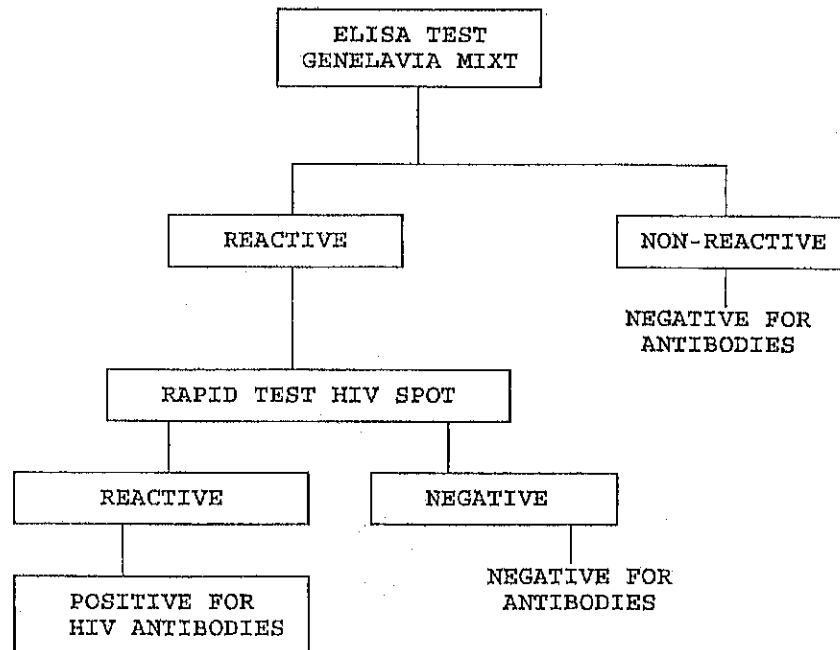 ELISA TEST
GENELAVIA MIXT
REACTIVE
NON-REACTIVE
NEGATIVE FOR
ANTIBODIES
RAPID TEST HIV SPOT
REACTIVE
NEGATIVE
POSITIVE FOR
HIV ANTIBODIES
NEGATIVE FOR
ANTIBODIES